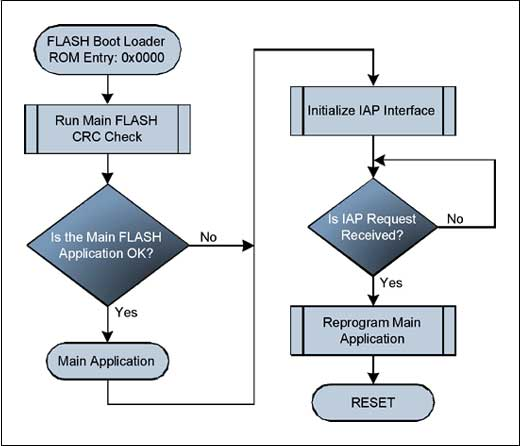 FLASH Boot Loader
ROM Entry: 0x0000
Run Main FLASH
CRC Check
Is the Main FLASH
Application OK?
No
Yes
Main Application
Initialize IAP Interface
Is IAP Request
Received?
No
Yes
Reprogram Main
Application
RESET